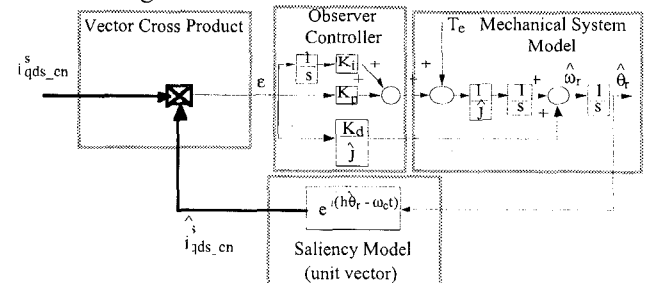 Vector Cross Product
Observer
Controller
T_e Mechanical System
Model
i^s_qds_cn
ε
1/s
K_i
K_p
K_d/Ĵ
+
+
+
+
1/Ĵ
1/s
+
+
ω̂_r
1/s
θ̂_r
e^j(hθ̂_r - ω_c t)
î^s_qds_cn
Saliency Model
(unit vector)